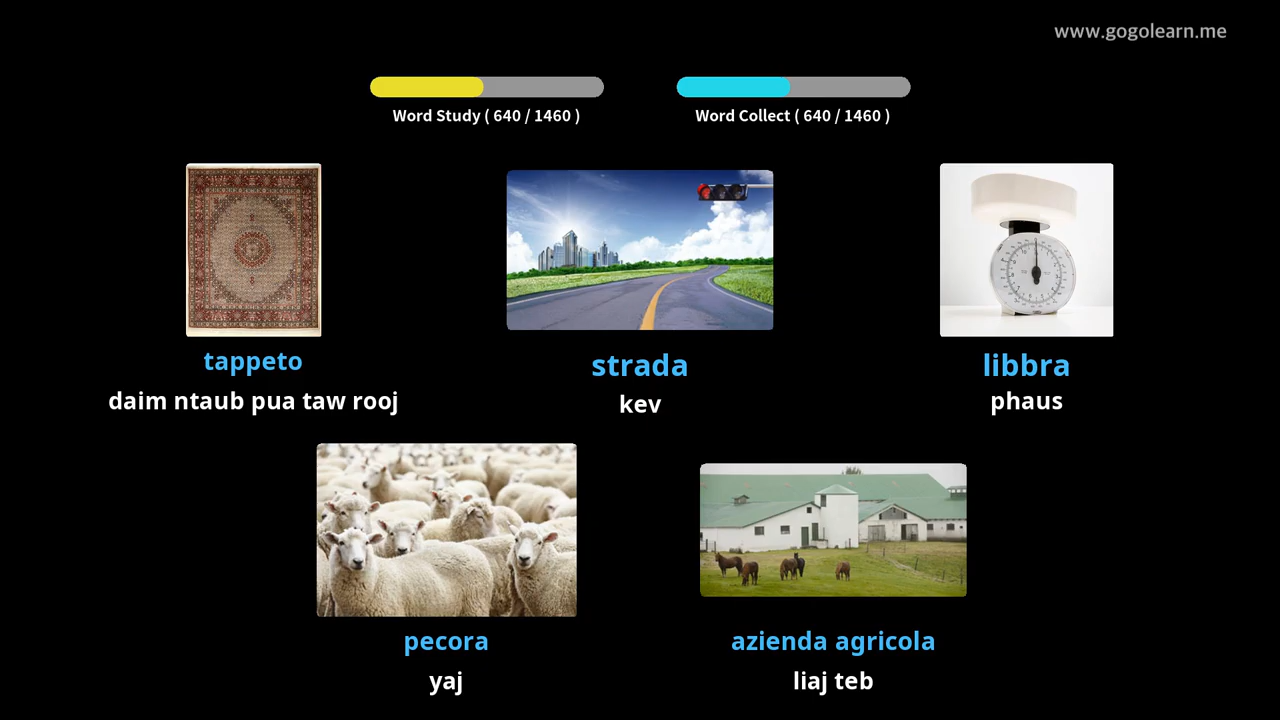 www.gogolearn.me
Word Study ( 640 / 1460 )
Word Collect ( 640 / 1460 )
tappeto
daim ntaub pua taw rooj
strada
kev
libbra
phaus
pecora
yaj
azienda agricola
liaj teb